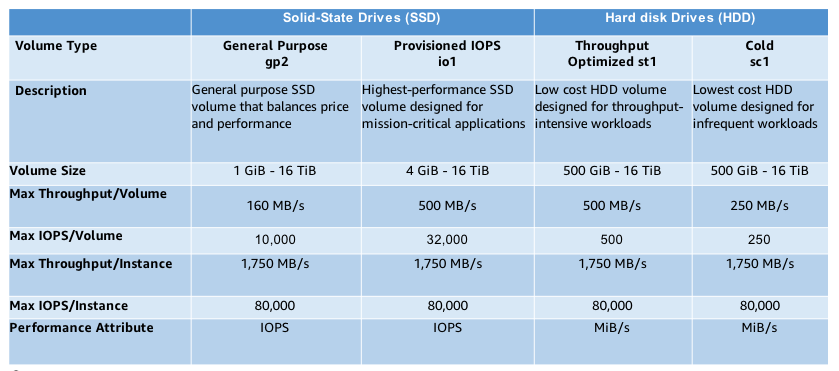 Solid-State Drives (SSD) Hard disk Drives (HDD)
Volume Type General Purpose gp2 Provisioned IOPS io1 Throughput Optimized st1 Cold sc1
Description General purpose SSD volume that balances price and performance Highest-performance SSD volume designed for mission-critical applications Low cost HDD volume designed for throughput-intensive workloads Lowest cost HDD volume designed for infrequent workloads
Volume Size 1 GiB - 16 TiB 4 GiB - 16 TiB 500 GiB - 16 TiB 500 GiB - 16 TiB
Max Throughput/Volume 160 MB/s 500 MB/s 500 MB/s 250 MB/s
Max IOPS/Volume 10,000 32,000 500 250
Max Throughput/Instance 1,750 MB/s 1,750 MB/s 1,750 MB/s 1,750 MB/s
Max IOPS/Instance 80,000 80,000 80,000 80,000
Performance Attribute IOPS IOPS MiB/s MiB/s